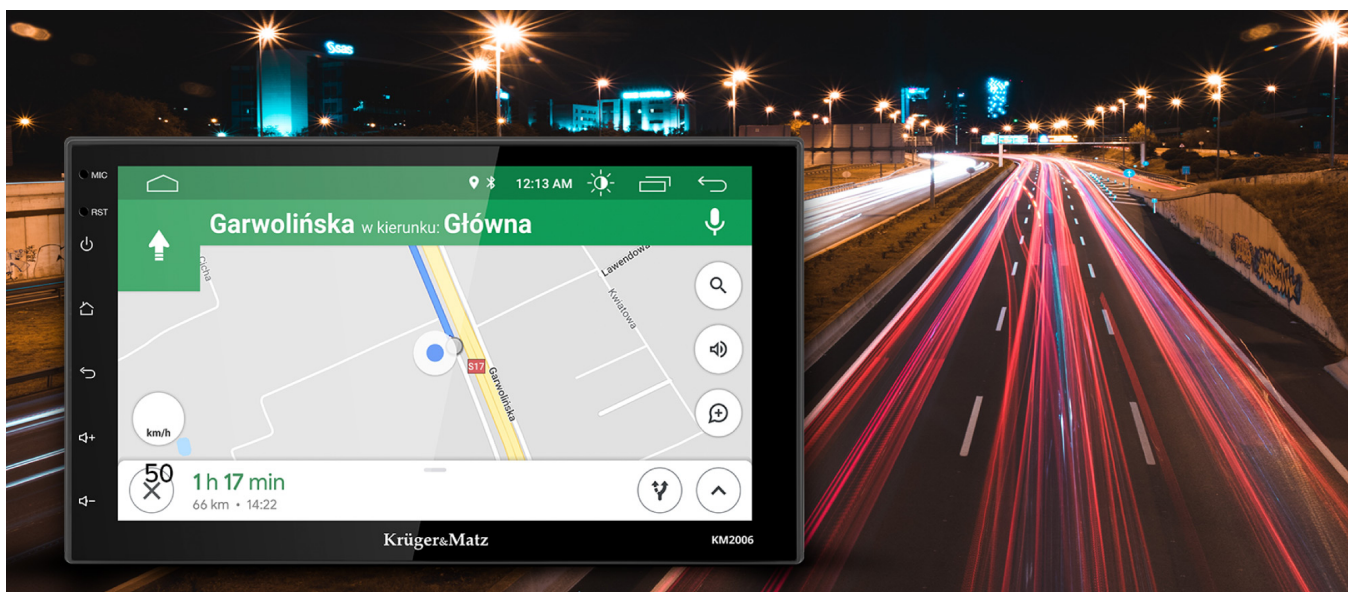 Ssas
MIC
RST
12:13 AM
Garwolińska w kierunku: Główna
Cicha
Lawendowa
Kwiatowa
S17
Garwolińska
km/h
50
1 h 17 min
66 km • 14:22
Krüger&Matz
KM2006